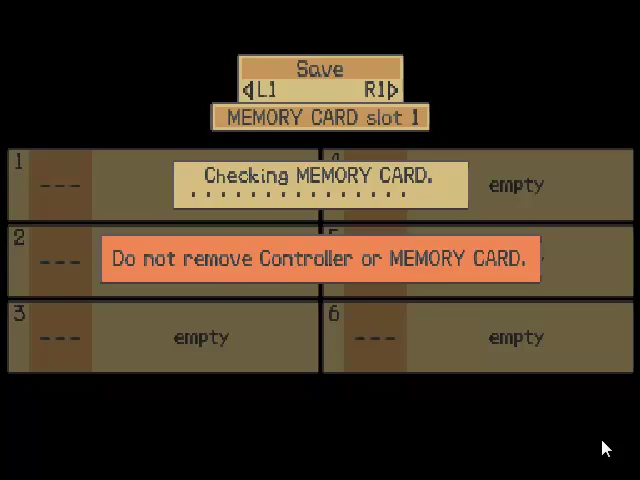 Save
L1 R1
MEMORY CARD slot 1
1 ---
Checking MEMORY CARD.
...............
empty
2 ---
Do not remove Controller or MEMORY CARD.
3 --- empty
6 --- empty